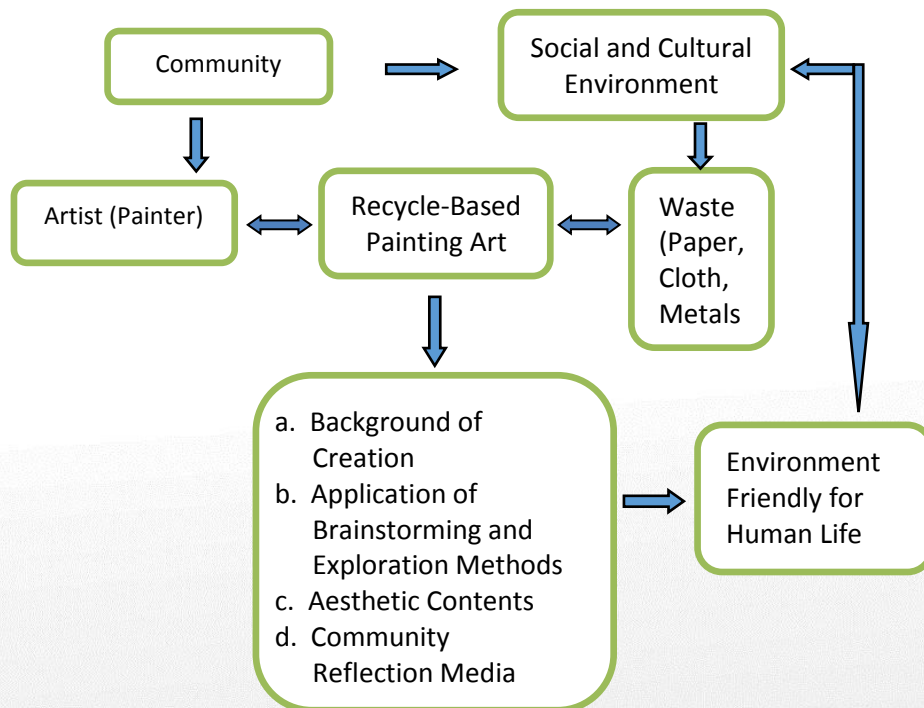 Community
Social and Cultural
Environment
Artist (Painter)
Recycle-Based
Painting Art
Waste
(Paper,
Cloth,
Metals
a. Background of
Creation
b. Application of
Brainstorming and
Exploration Methods
c. Aesthetic Contents
d. Community
Reflection Media
Environment
Friendly for
Human Life